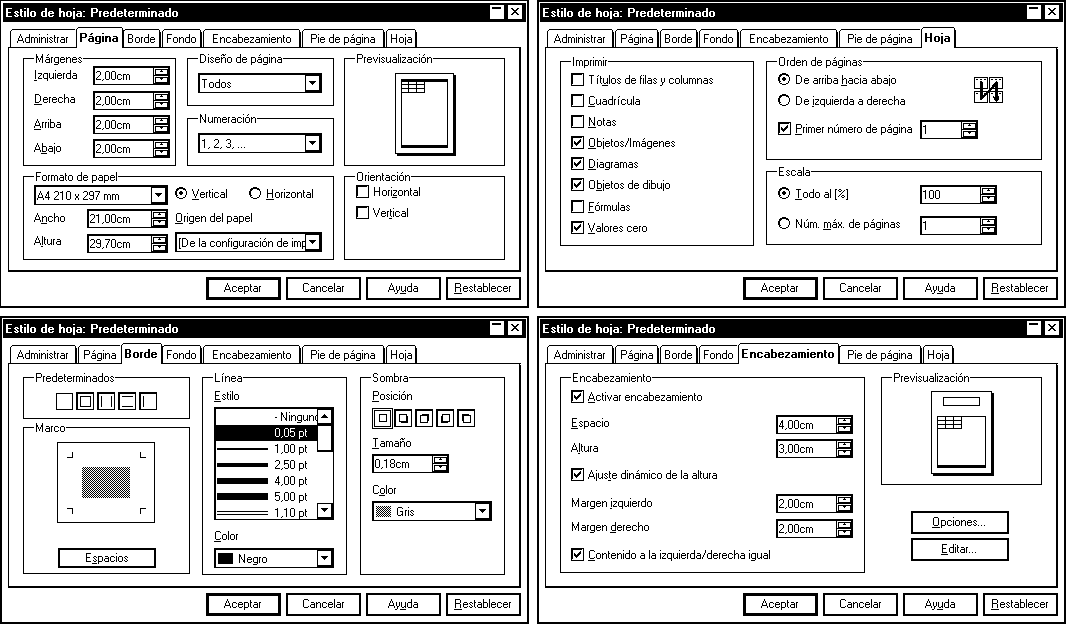 Estilo de hoja: Predeterminado
Administrar Página Borde Fondo Encabezamiento Pie de página Hoja
Márgenes
Izquierda 2,00cm
Derecha 2,00cm
Arriba 2,00cm
Abajo 2,00cm
Diseño de página
Todos
Numeración
1, 2, 3, ...
Previsualización
Formato de papel
A4 210 x 297 mm Vertical Horizontal
Ancho 21,00cm Origen del papel
Altura 29,70cm [De la configuración de imp
Orientación
Horizontal
Vertical
Aceptar Cancelar Ayuda Restablecer
Estilo de hoja: Predeterminado
Administrar Página Borde Fondo Encabezamiento Pie de página Hoja
Imprimir
Títulos de filas y columnas
Cuadrícula
Notas
Objetos/Imágenes
Diagramas
Objetos de dibujo
Fórmulas
Valores cero
Orden de páginas
De arriba hacia abajo
De izquierda a derecha
Primer número de página 1
Escala
Todo al [%] 100
Núm. máx. de páginas 1
Aceptar Cancelar Ayuda Restablecer
Estilo de hoja: Predeterminado
Administrar Página Borde Fondo Encabezamiento Pie de página Hoja
Predeterminados
Marco
Espacios
Línea
Estilo
- Ninguno
0,05 pt
1,00 pt
2,50 pt
4,00 pt
5,00 pt
1,10 pt
Color
Negro
Sombra
Posición
Tamaño
0,18cm
Color
Gris
Aceptar Cancelar Ayuda Restablecer
Estilo de hoja: Predeterminado
Administrar Página Borde Fondo Encabezamiento Pie de página Hoja
Encabezamiento
Activar encabezamiento
Espacio 4,00cm
Altura 3,00cm
Ajuste dinámico de la altura
Margen izquierdo 2,00cm
Margen derecho 2,00cm
Contenido a la izquierda/derecha igual
Previsualización
Opciones...
Editar...
Aceptar Cancelar Ayuda Restablecer